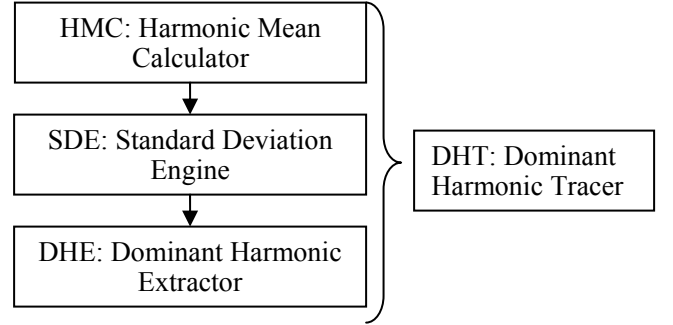 HMC: Harmonic Mean
Calculator
SDE: Standard Deviation
Engine
DHE: Dominant Harmonic
Extractor
DHT: Dominant
Harmonic Tracer